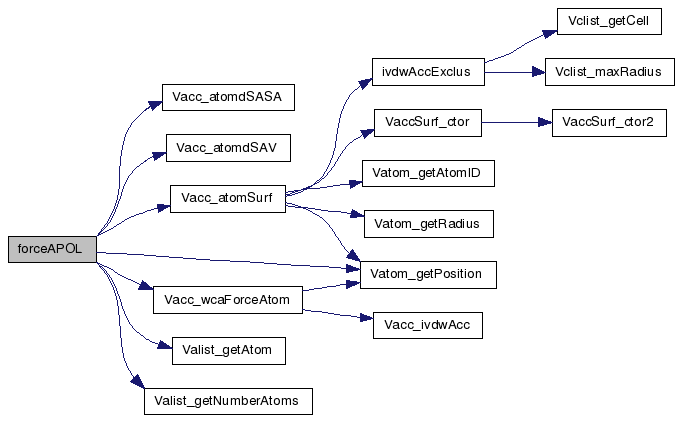 Vclist_getCell
ivdwAccExclus
Vclist_maxRadius
Vacc_atomdSASA
VaccSurf_ctor
VaccSurf_ctor2
Vacc_atomdSAV
Vatom_getAtomID
Vacc_atomSurf
Vatom_getRadius
forceAPOL
Vatom_getPosition
Vacc_wcaForceAtom
Vacc_ivdwAcc
Valist_getAtom
Valist_getNumberAtoms